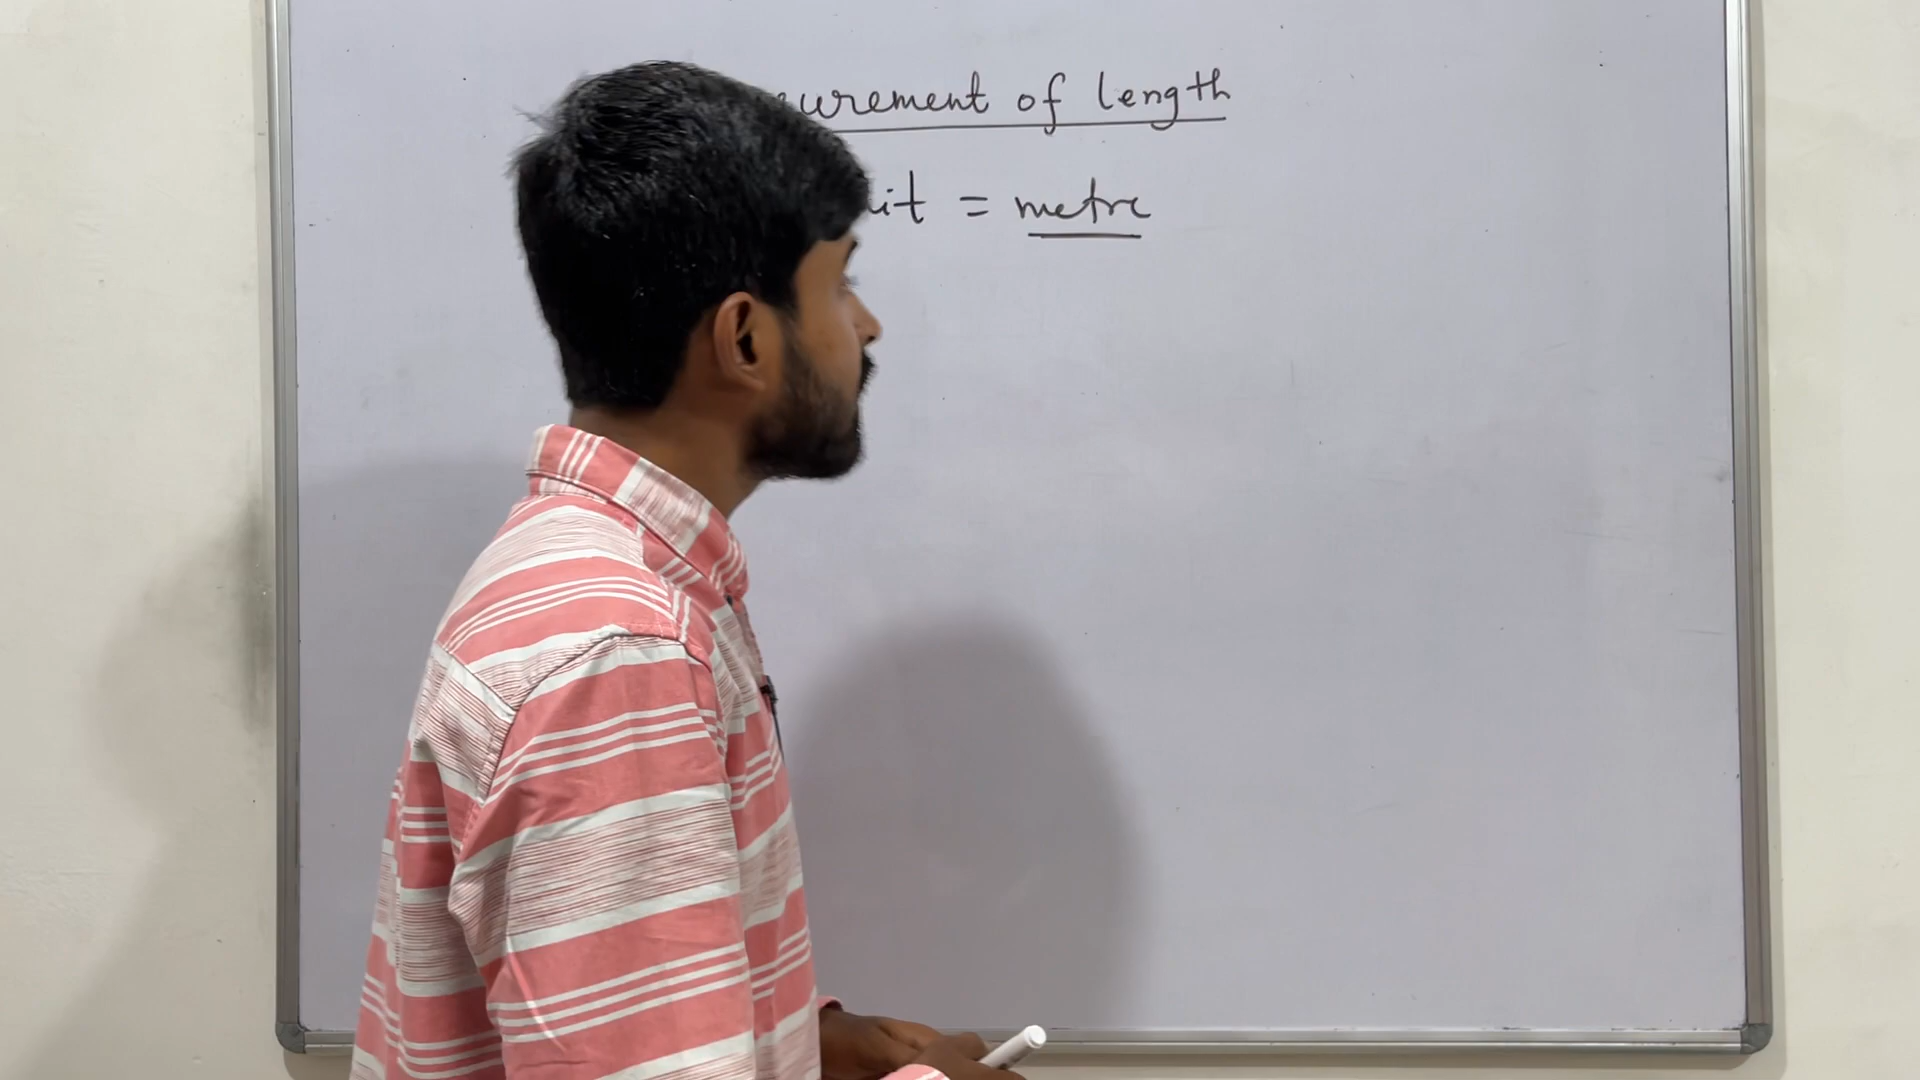 urement of length
it = metre